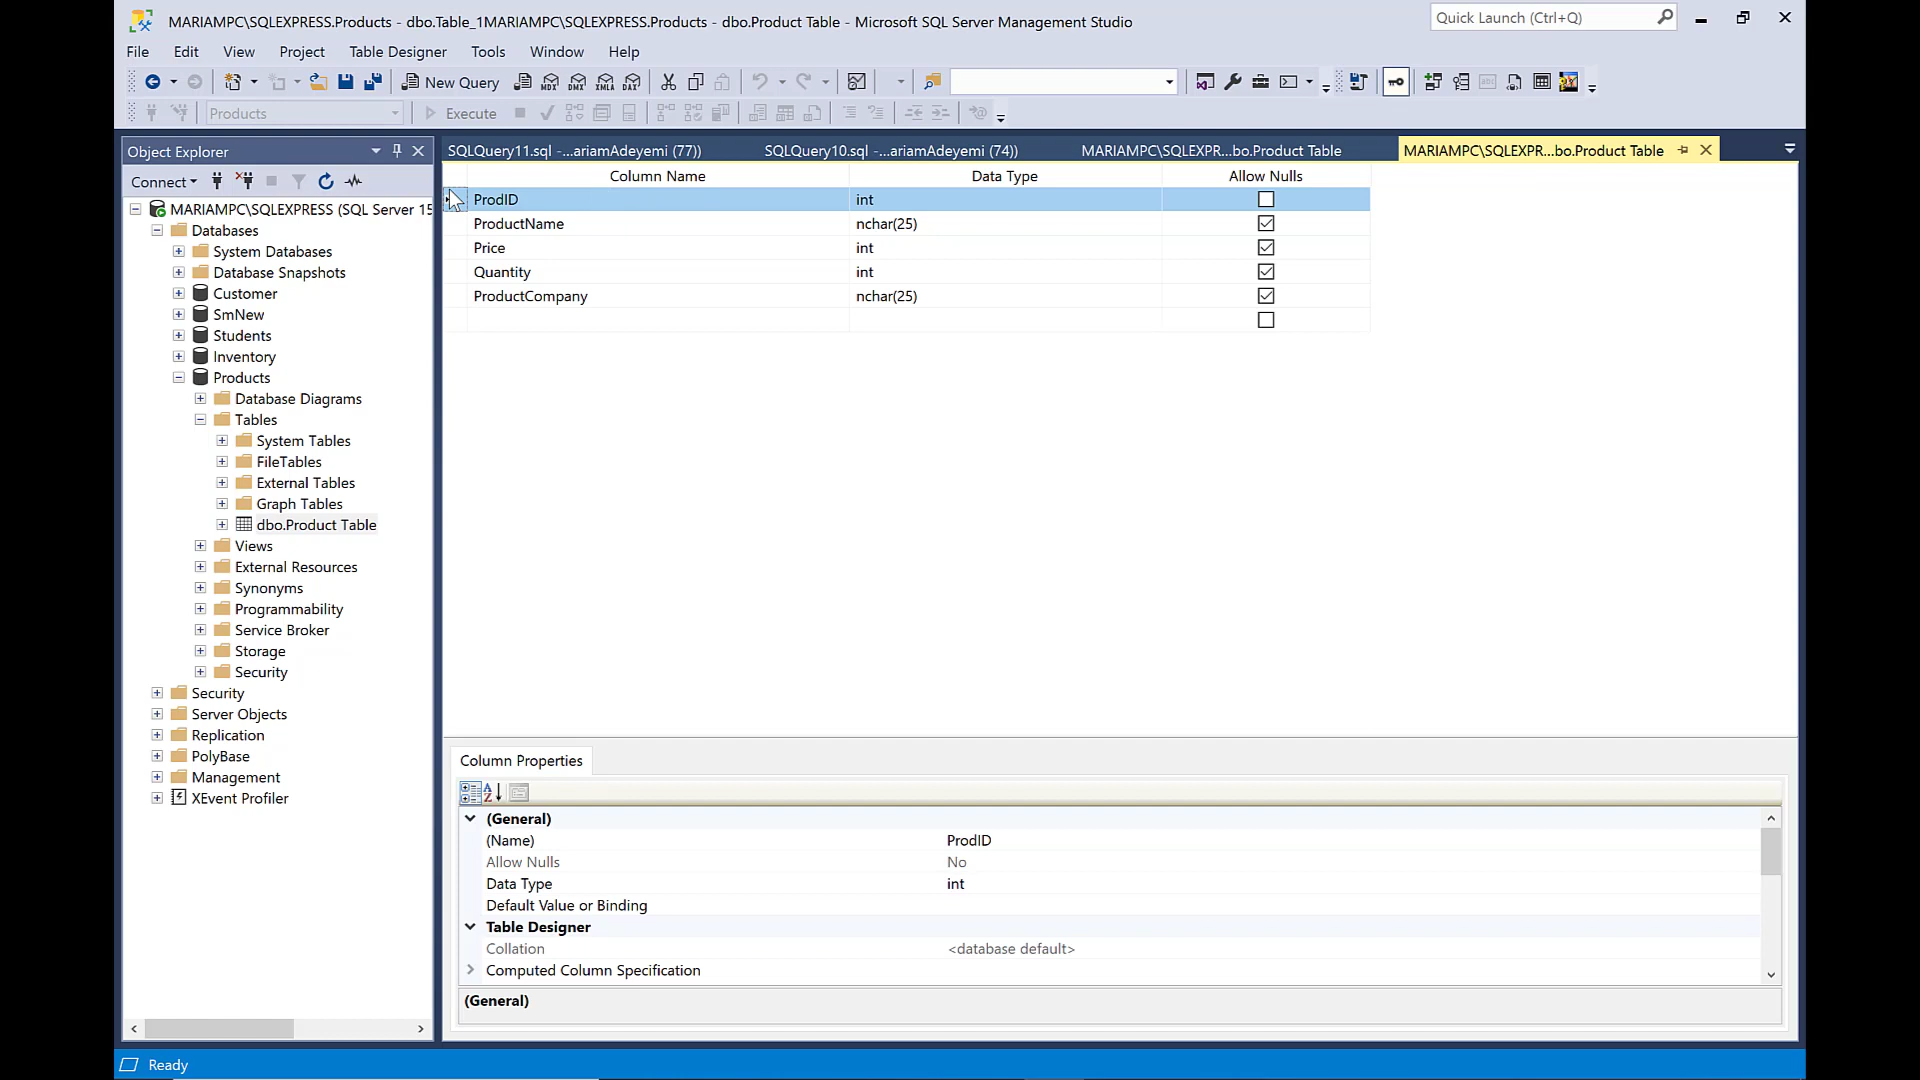 MARIAMPC\SQLEXPRESS.Products - dbo.Table_1MARIAMPC\SQLEXPRESS.Products - dbo.Product Table - Microsoft SQL Server Management Studio
Quick Launch (Ctrl+Q)
File Edit View Project Table Designer Tools Window Help
New Query MDX DMX XMLA DAX
Products Execute
Object Explorer
SQLQuery11.sql -...ariamAdeyemi (77)) SQLQuery10.sql -...ariamAdeyemi (74)) MARIAMPC\SQLEXPR...bo.Product Table MARIAMPC\SQLEXPR...bo.Product Table
Connect
MARIAMPC\SQLEXPRESS (SQL Server 15
Databases
System Databases
Database Snapshots
Customer
SmNew
Students
Inventory
Products
Database Diagrams
Tables
System Tables
FileTables
External Tables
Graph Tables
dbo.Product Table
Views
External Resources
Synonyms
Programmability
Service Broker
Storage
Security
Security
Server Objects
Replication
PolyBase
Management
XEvent Profiler
Column Name Data Type Allow Nulls
ProdID int
ProductName nchar(25)
Price int
Quantity int
ProductCompany nchar(25)
Column Properties
(General)
(Name) ProdID
Allow Nulls No
Data Type int
Default Value or Binding
Table Designer
Collation <database default>
Computed Column Specification
(General)
Ready